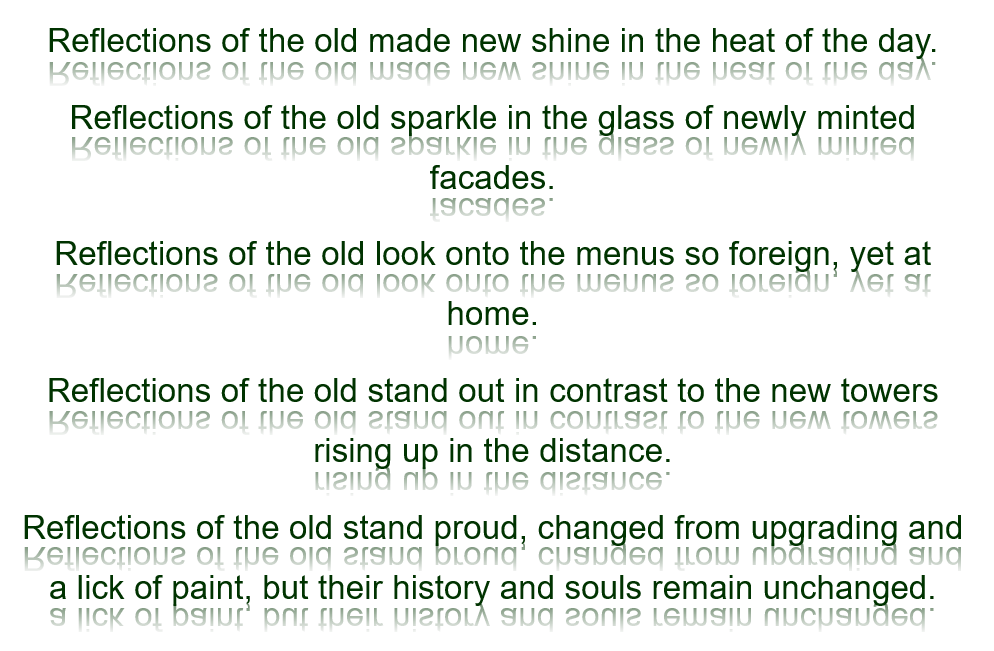 Reflections of the old made new shine in the heat of the day.
Reflections of the old sparkle in the glass of newly minted
facades.
Reflections of the old look onto the menus so foreign, yet at
home.
Reflections of the old stand out in contrast to the new towers
rising up in the distance.
Reflections of the old stand proud, changed from upgrading and
a lick of paint, but their history and souls remain unchanged.